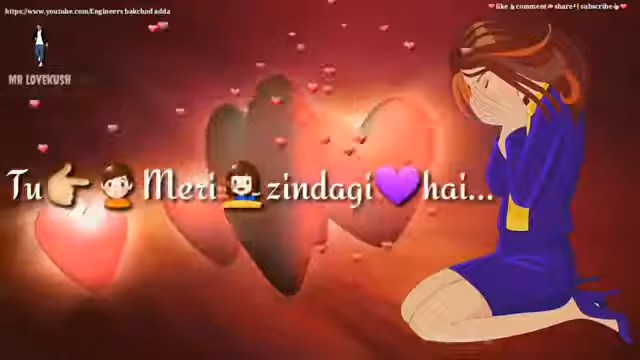 https://www.youtube.com/Engineers bakchod adda
like & comment share subscribe
MR LOVEKUSH
Tu Meri zindagi hai...